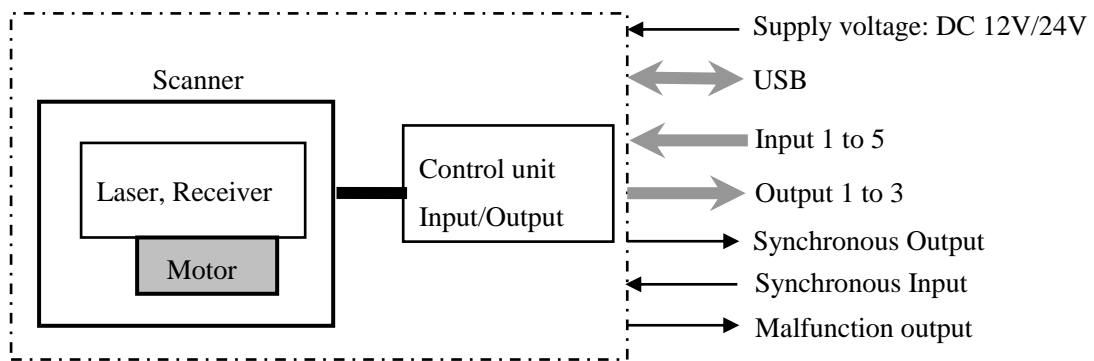 Supply voltage: DC 12V/24V
Scanner
USB
Input 1 to 5
Control unit
Input/Output
Laser, Receiver
Output 1 to 3
Synchronous Output
Motor
Synchronous Input
Malfunction output